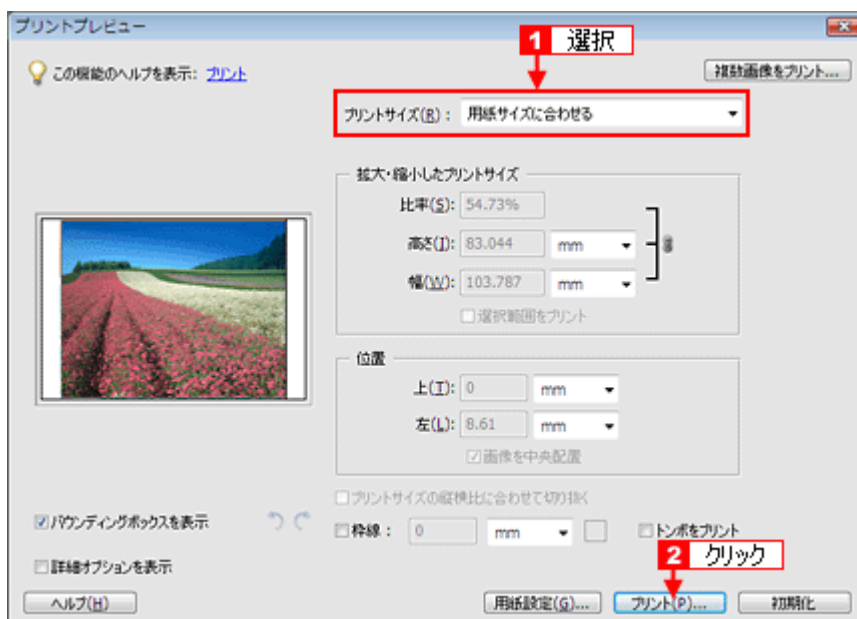 プリントプレビュー
1 選択
この機能のヘルプを表示: プリント
複数画像をプリント...
プリントサイズ(R): 用紙サイズに合わせる
拡大・縮小したプリントサイズ
比率(S): 54.73%
高さ(I): 83.044 mm
幅(W): 103.787 mm
選択範囲をプリント
位置
上(T): 0 mm
左(L): 8.61 mm
画像を中央配置
プリントサイズの縦横比に合わせて切り抜く
バウンディングボックスを表示
枠線: 0 mm
トンボをプリント
2 クリック
詳細オプションを表示
ヘルプ(H)
用紙設定(G)...
プリント(P)...
初期化